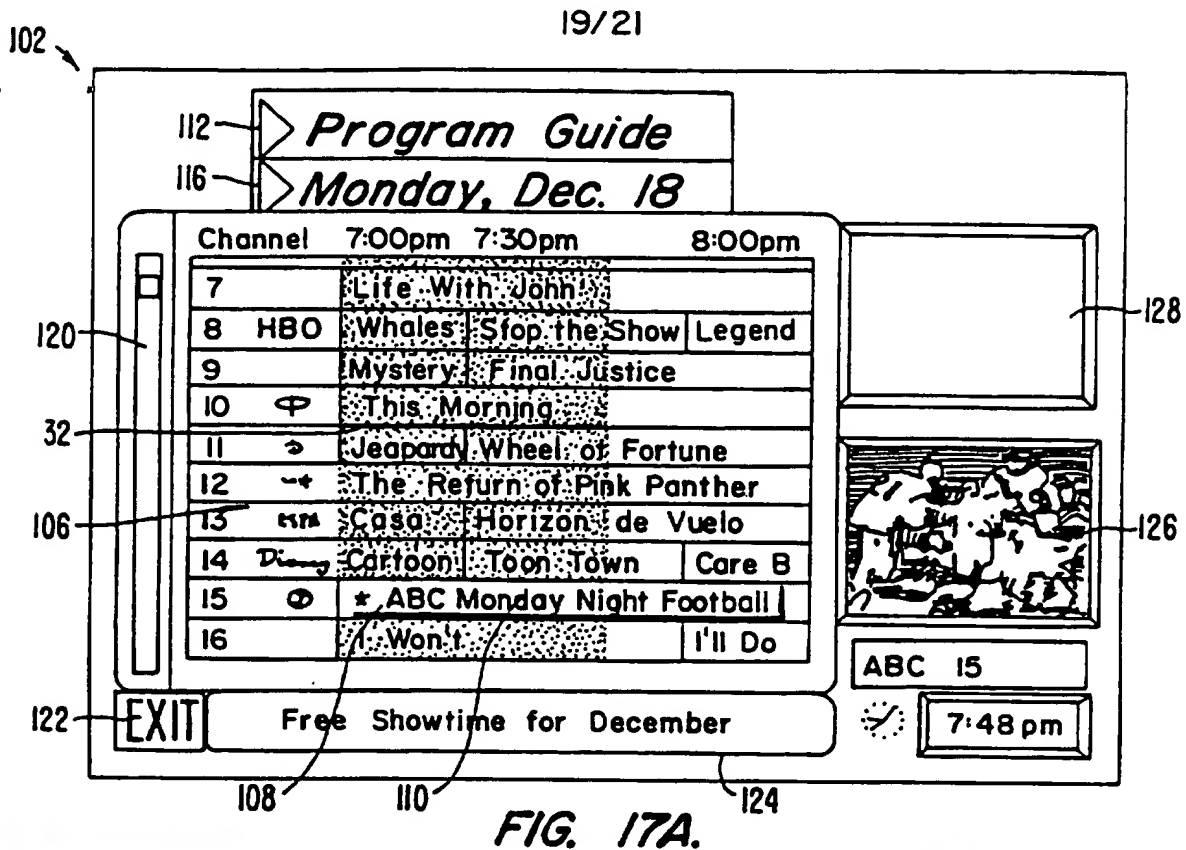 19/21
102
112 Program Guide
116 Monday, Dec. 18
Channel 7:00pm 7:30pm 8:00pm
7 Life With John
8 HBO Whales Stop the Show Legend
128
120
9 Mystery Final Justice
10 This Morning
32
11 Jeopardy Wheel of Fortune
12 The Return of Pink Panther
106
13 Casa Horizon de Vuelo
126
14 Disney Cartoon Toon Town Care B
15 * ABC Monday Night Football
16 I Won't I'll Do
ABC 15
122 EXIT Free Showtime for December 7:48 pm
108 110 124
FIG. 17A.